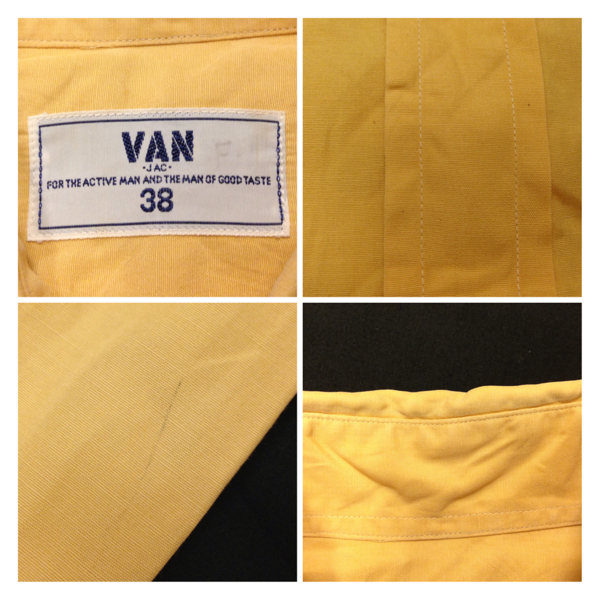 VAN
-JAC-
FOR THE ACTIVE MAN AND THE MAN OF GOOD TASTE
38